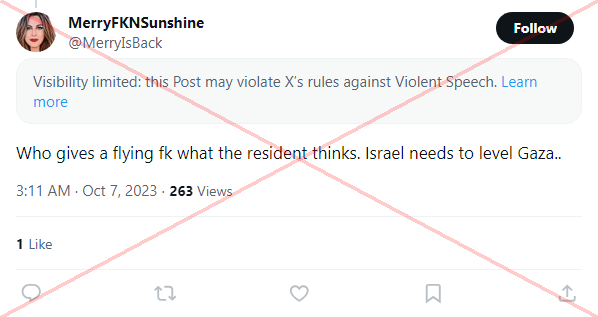 MerryFKNSunshine
@MerryIsBack
Follow
Visibility limited: this Post may violate X's rules against Violent Speech. Learn
more
Who gives a flying fk what the resident thinks. Israel needs to level Gaza..
3:11 AM · Oct 7, 2023 · 263 Views
1 Like